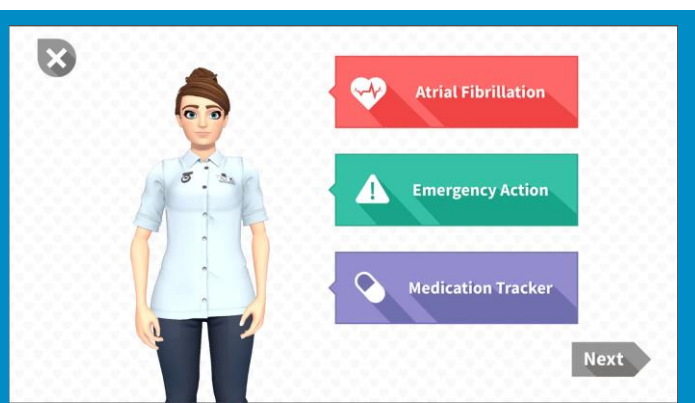 Atrial Fibrillation
Emergency Action
Medication Tracker
Next